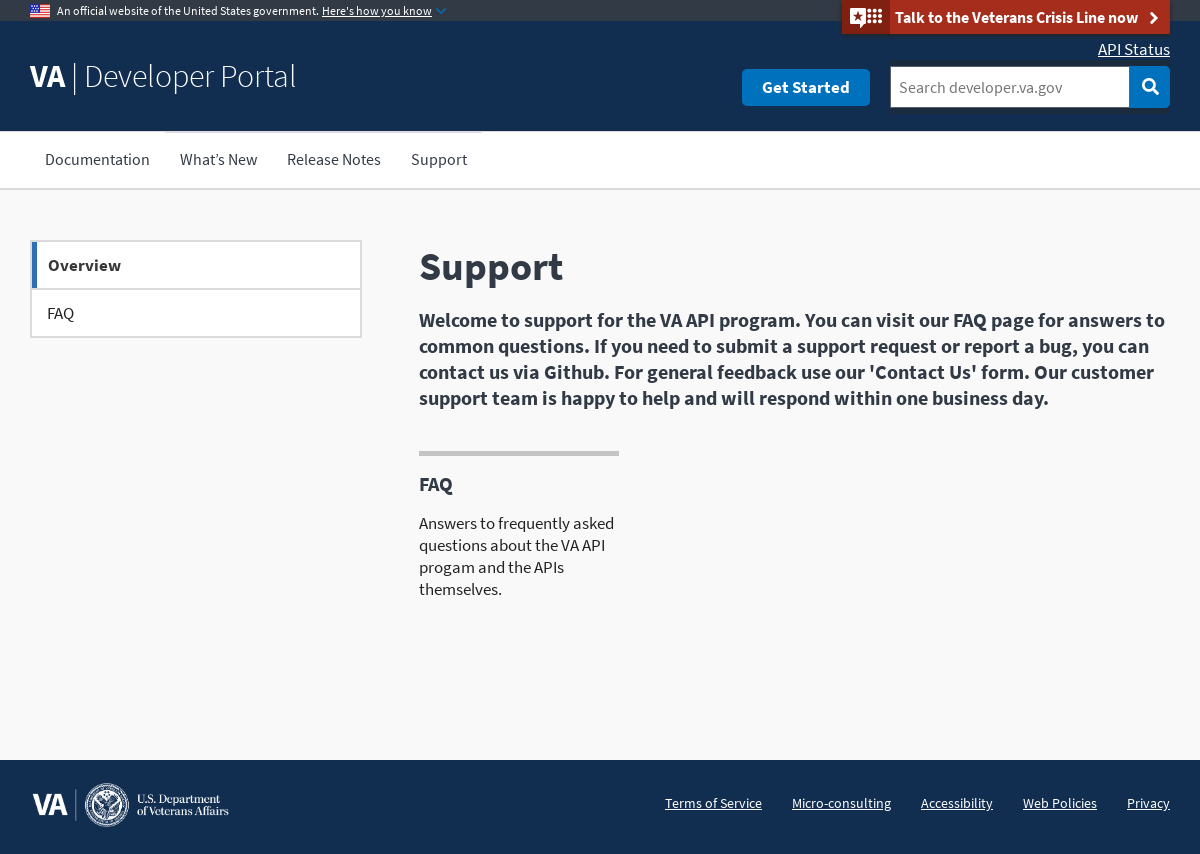 An official website of the United States government. Here's how you know
Talk to the Veterans Crisis Line now
API Status
VA | Developer Portal
Get Started
Search developer.va.gov
Documentation
What’s New
Release Notes
Support
Overview
FAQ
Support
Welcome to support for the VA API program. You can visit our FAQ page for answers to
common questions. If you need to submit a support request or report a bug, you can
contact us via Github. For general feedback use our 'Contact Us' form. Our customer
support team is happy to help and will respond within one business day.
FAQ
Answers to frequently asked
questions about the VA API
progam and the APIs
themselves.
VA
U.S. Department
of Veterans Affairs
Terms of Service
Micro-consulting
Accessibility
Web Policies
Privacy